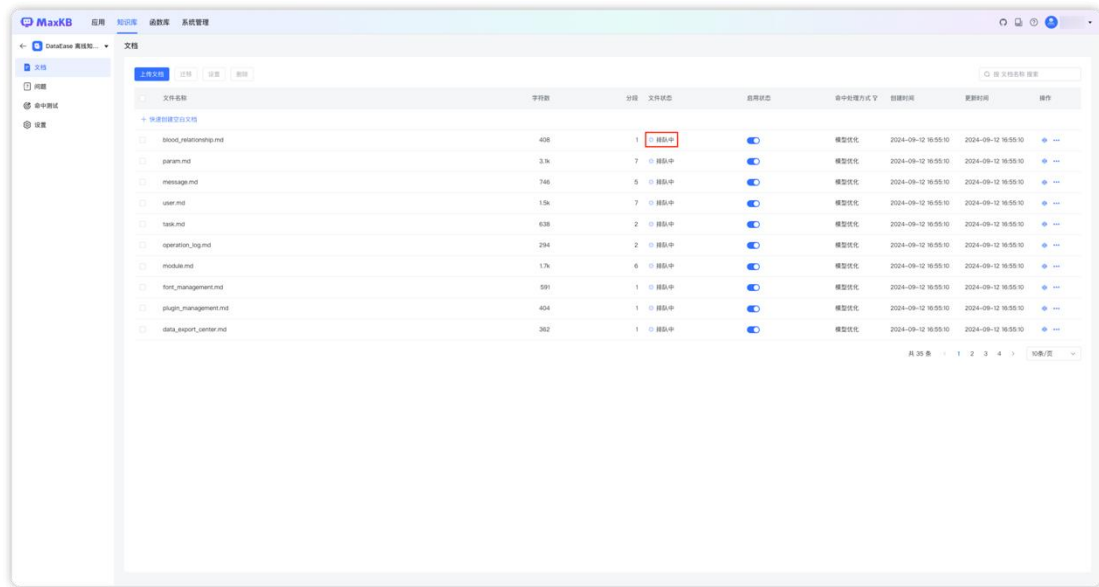 MaxKB 应用 知识库 函数库 系统管理
DataEase 离线知... 文档
文档 上传文档 迁移 设置 删除 按 文档名称 搜索
问题 文件名称 字符数 分段 文件状态 启用状态 命中处理方式 创建时间 更新时间 操作
命中测试
+ 快速创建空白文档
设置
blood_relationship.md 408 1 排队中 模型优化 2024-09-12 16:55:10 2024-09-12 16:55:10
param.md 3.1k 7 排队中 模型优化 2024-09-12 16:55:10 2024-09-12 16:55:10
message.md 746 5 排队中 模型优化 2024-09-12 16:55:10 2024-09-12 16:55:10
user.md 1.5k 7 排队中 模型优化 2024-09-12 16:55:10 2024-09-12 16:55:10
task.md 638 2 排队中 模型优化 2024-09-12 16:55:10 2024-09-12 16:55:10
operation_log.md 294 2 排队中 模型优化 2024-09-12 16:55:10 2024-09-12 16:55:10
module.md 1.7k 6 排队中 模型优化 2024-09-12 16:55:10 2024-09-12 16:55:10
font_management.md 591 1 排队中 模型优化 2024-09-12 16:55:10 2024-09-12 16:55:10
plugin_management.md 404 1 排队中 模型优化 2024-09-12 16:55:10 2024-09-12 16:55:10
data_export_center.md 362 1 排队中 模型优化 2024-09-12 16:55:10 2024-09-12 16:55:10
共 35 条 1 2 3 4 10条/页